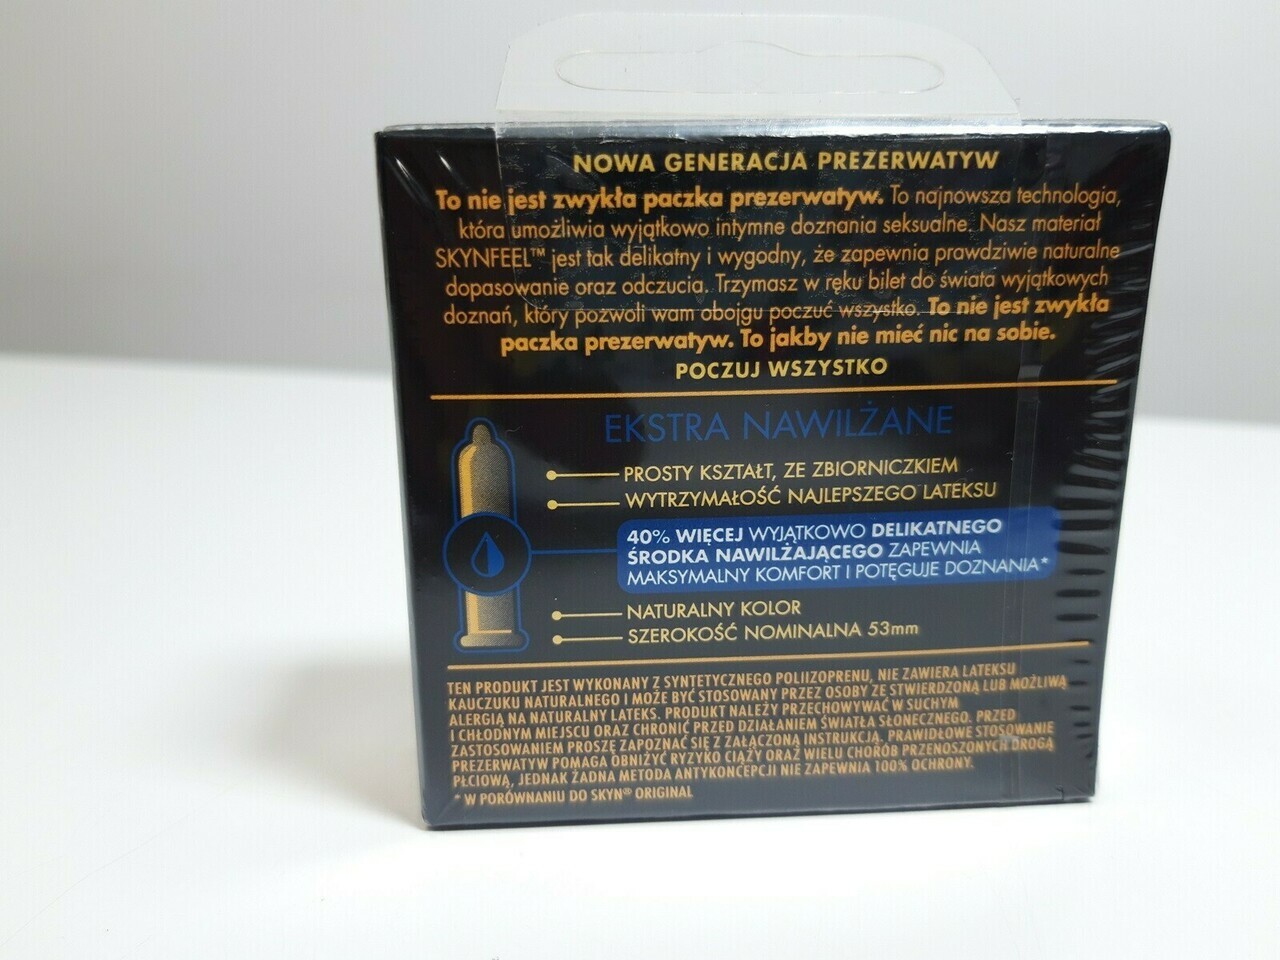 NOWA GENERACJA PREZERWATYW
To nie jest zwykła paczka prezerwatyw. To najnowsza technologia,
która umożliwia wyjątkowo intymne doznania seksualne. Nasz materiał
SKYNFEEL™ jest tak delikatny i wygodny, że zapewnia prawdziwie naturalne
dopasowanie oraz odczucia. Trzymasz w ręku bilet do świata wyjątkowych
doznań, który pozwoli wam obojgu poczuć wszystko. To nie jest zwykła
paczka prezerwatyw. To jakby nie mieć nic na sobie.
POCZUJ WSZYSTKO
EKSTRA NAWILŻANE
PROSTY KSZTAŁT, ZE ZBIORNICZKIEM
WYTRZYMAŁOŚĆ NAJLEPSZEGO LATEKSU
40% WIĘCEJ WYJĄTKOWO DELIKATNEGO
ŚRODKA NAWILŻAJĄCEGO ZAPEWNIA
MAKSYMALNY KOMFORT I POTĘGUJE DOZNANIA*
NATURALNY KOLOR
SZEROKOŚĆ NOMINALNA 53mm
TEN PRODUKT JEST WYKONANY Z SYNTETYCZNEGO POLIIZOPRENU, NIE ZAWIERA LATEKSU
KAUCZUKU NATURALNEGO I MOŻE BYĆ STOSOWANY PRZEZ OSOBY ZE STWIERDZONĄ LUB MOŻLIWĄ
ALERGIĄ NA NATURALNY LATEKS. PRODUKT NALEŻY PRZECHOWYWAĆ W SUCHYM
I CHŁODNYM MIEJSCU ORAZ CHRONIĆ PRZED DZIAŁANIEM ŚWIATŁA SŁONECZNEGO. PRZED
ZASTOSOWANIEM PROSZĘ ZAPOZNAĆ SIĘ Z ZAŁĄCZONĄ INSTRUKCJĄ. PRAWIDŁOWE STOSOWANIE
PREZERWATYW POMAGA OBNIŻYĆ RYZYKO CIĄŻY ORAZ WIELU CHORÓB PRZENOSZONYCH DROGĄ
PŁCIOWĄ, JEDNAK ŻADNA METODA ANTYKONCEPCJI NIE ZAPEWNIA 100% OCHRONY.
* W PORÓWNANIU DO SKYN® ORIGINAL